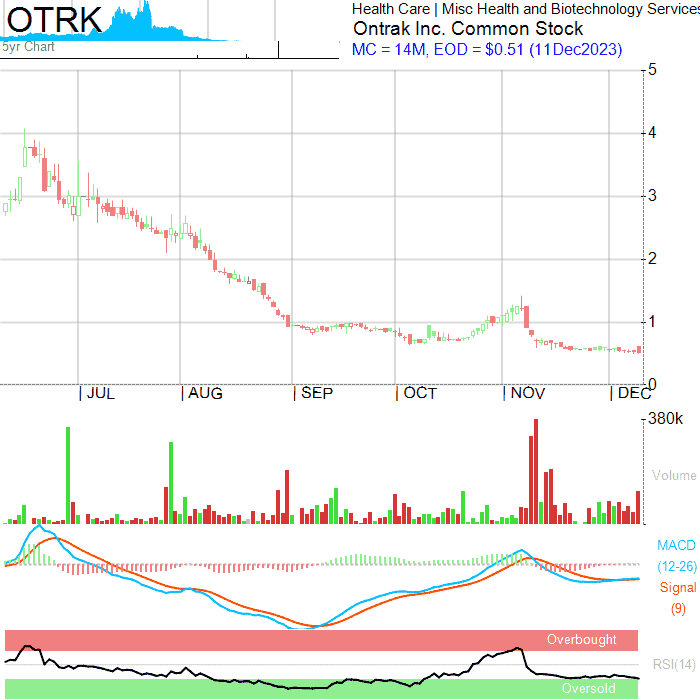 OTRK
Health Care | Misc Health and Biotechnology Services
Ontrak Inc. Common Stock
MC = 14M, EOD = $0.51 (11Dec2023)
5yr Chart
5
4
3
2
1
0
JUL AUG SEP OCT NOV DEC
380k
Volume
MACD
(12-26)
Signal
(9)
Overbought
RSI(14)
Oversold